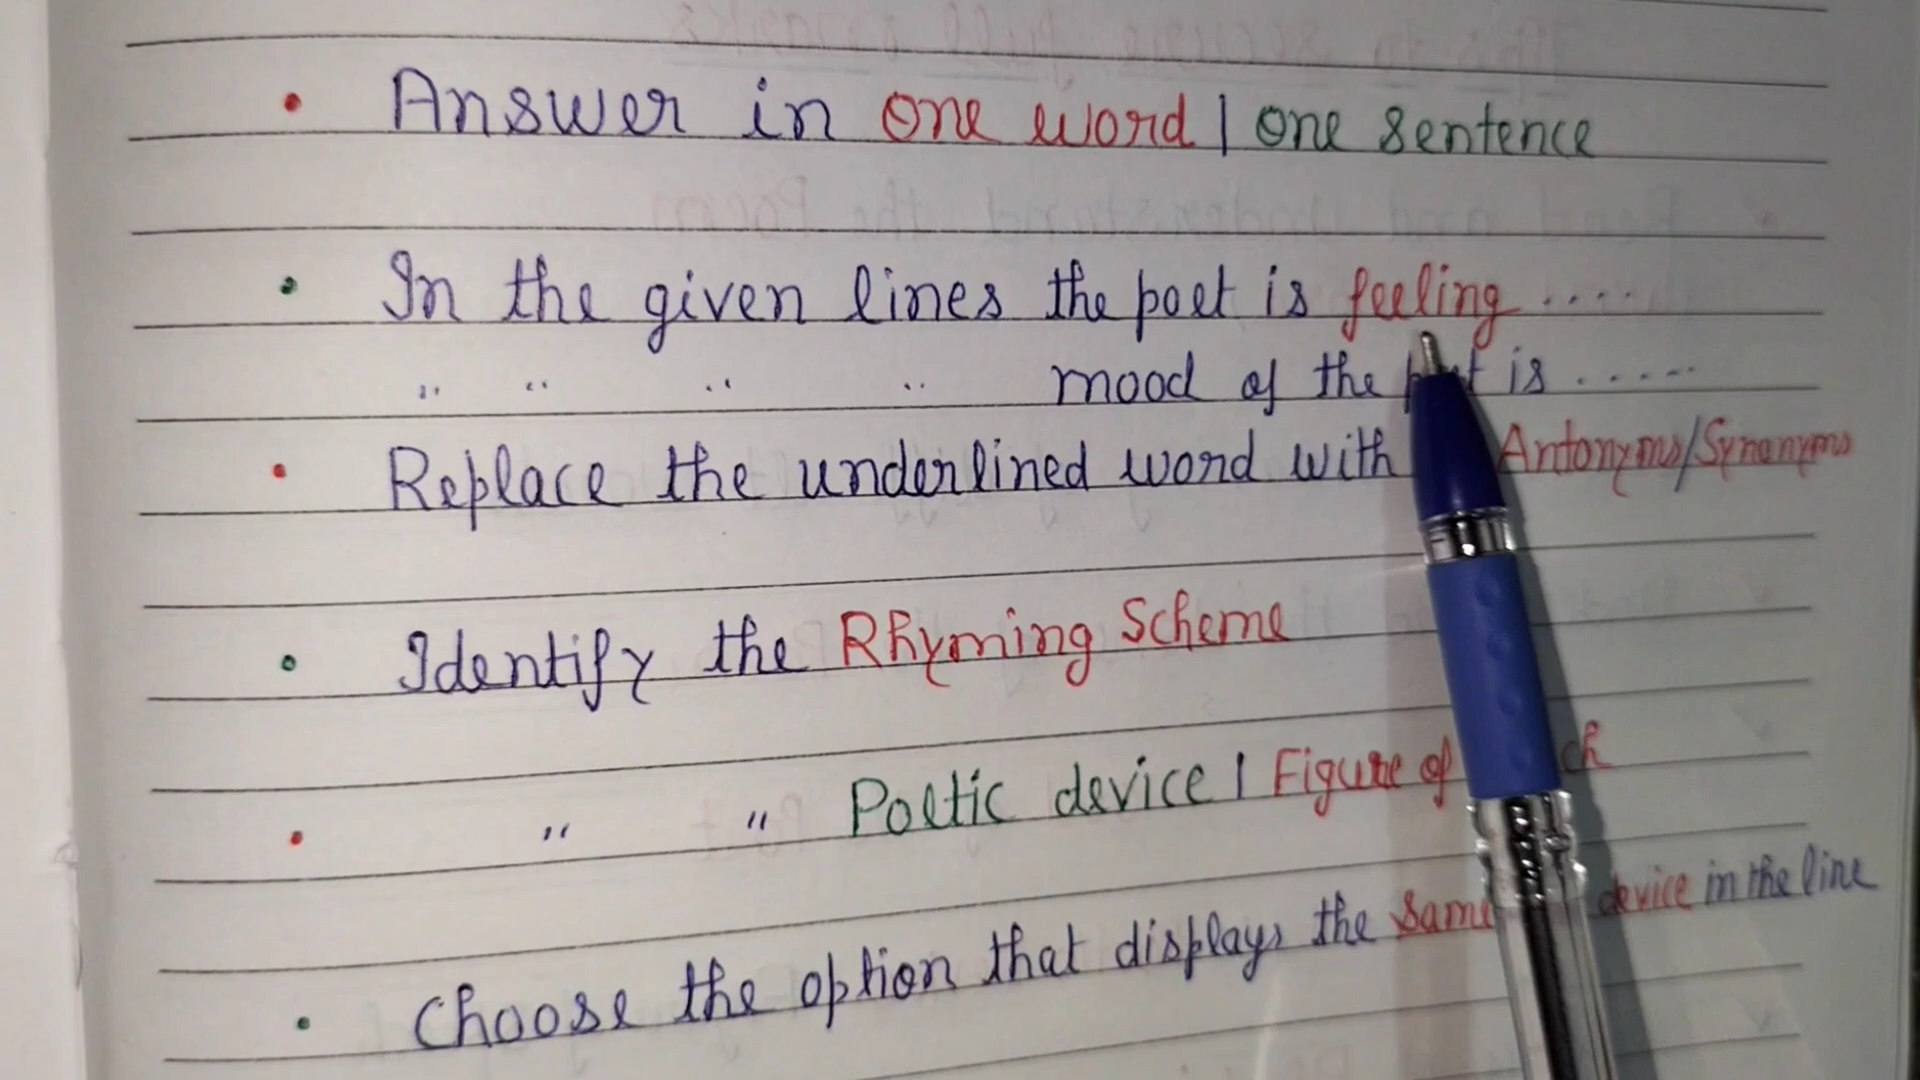 Answer in one word | one sentence
In the given lines the poet is feeling ....
" " " " mood of the is .....
Replace the underlined word with Antonyms/Synonyms
Identify the Rhyming Scheme
" " Poetic device | Figure of
Choose the option that displays the same device in the line